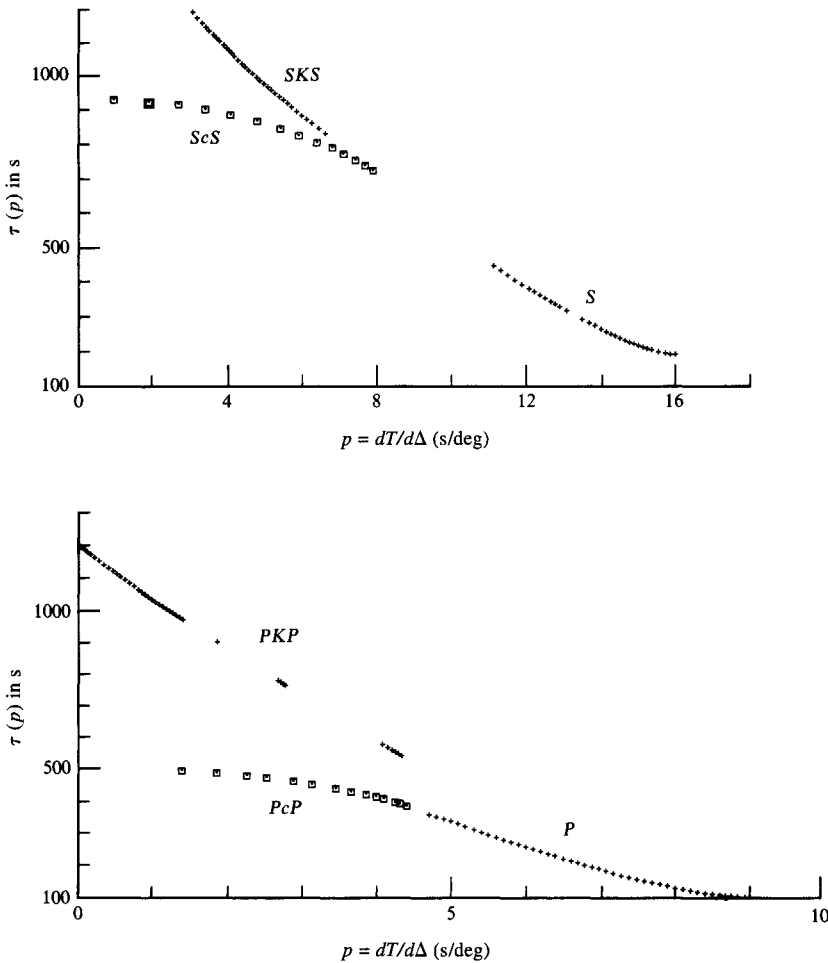 1000
SKS
ScS
τ (p) in s
500
S
100
0
4
8
12
16
p = dT/dΔ (s/deg)
1000
PKP
τ (p) in s
500
PcP
P
100
0
5
10
p = dT/dΔ (s/deg)